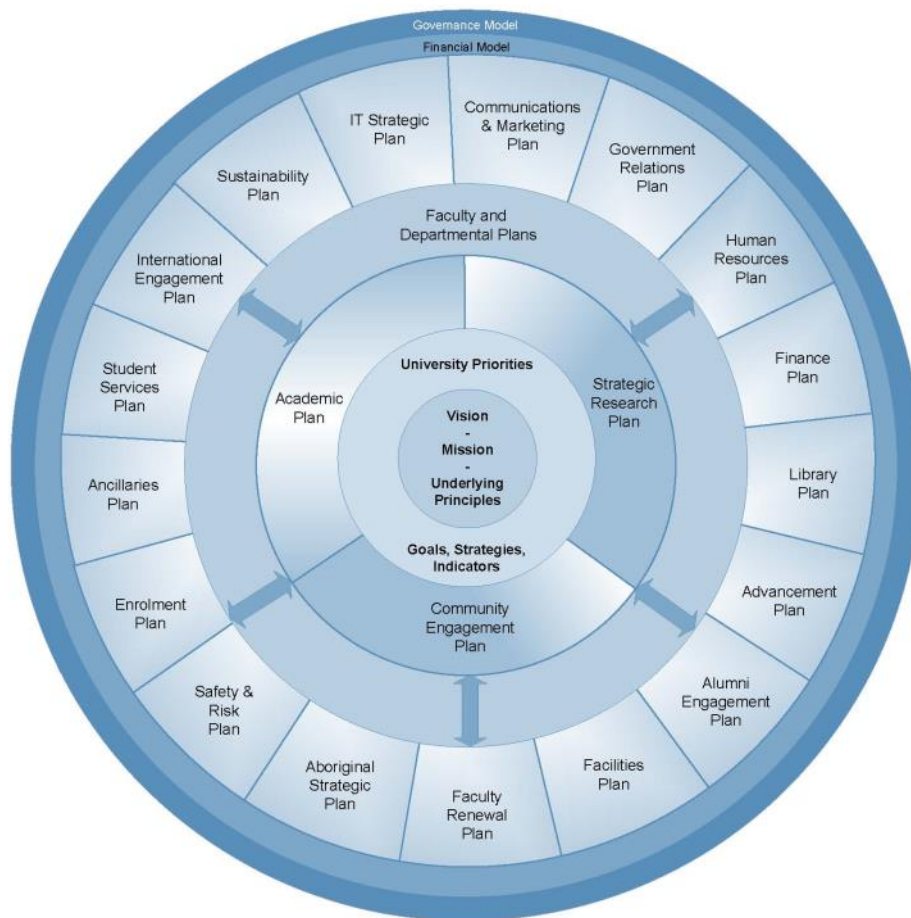 Governance Model
Financial Model
IT Strategic
Plan
Communications
& Marketing
Plan
Government
Relations
Plan
Human
Resources
Plan
Finance
Plan
Library
Plan
Advancement
Plan
Alumni
Engagement
Plan
Facilities
Plan
Faculty
Renewal
Plan
Aboriginal
Strategic
Plan
Safety &
Risk
Plan
Enrolment
Plan
Ancillaries
Plan
Student
Services
Plan
International
Engagement
Plan
Sustainability
Plan
Faculty and
Departmental Plans
Academic
Plan
Strategic
Research
Plan
Community
Engagement
Plan
University Priorities
Vision
-
Mission
-
Underlying
Principles
Goals, Strategies,
Indicators